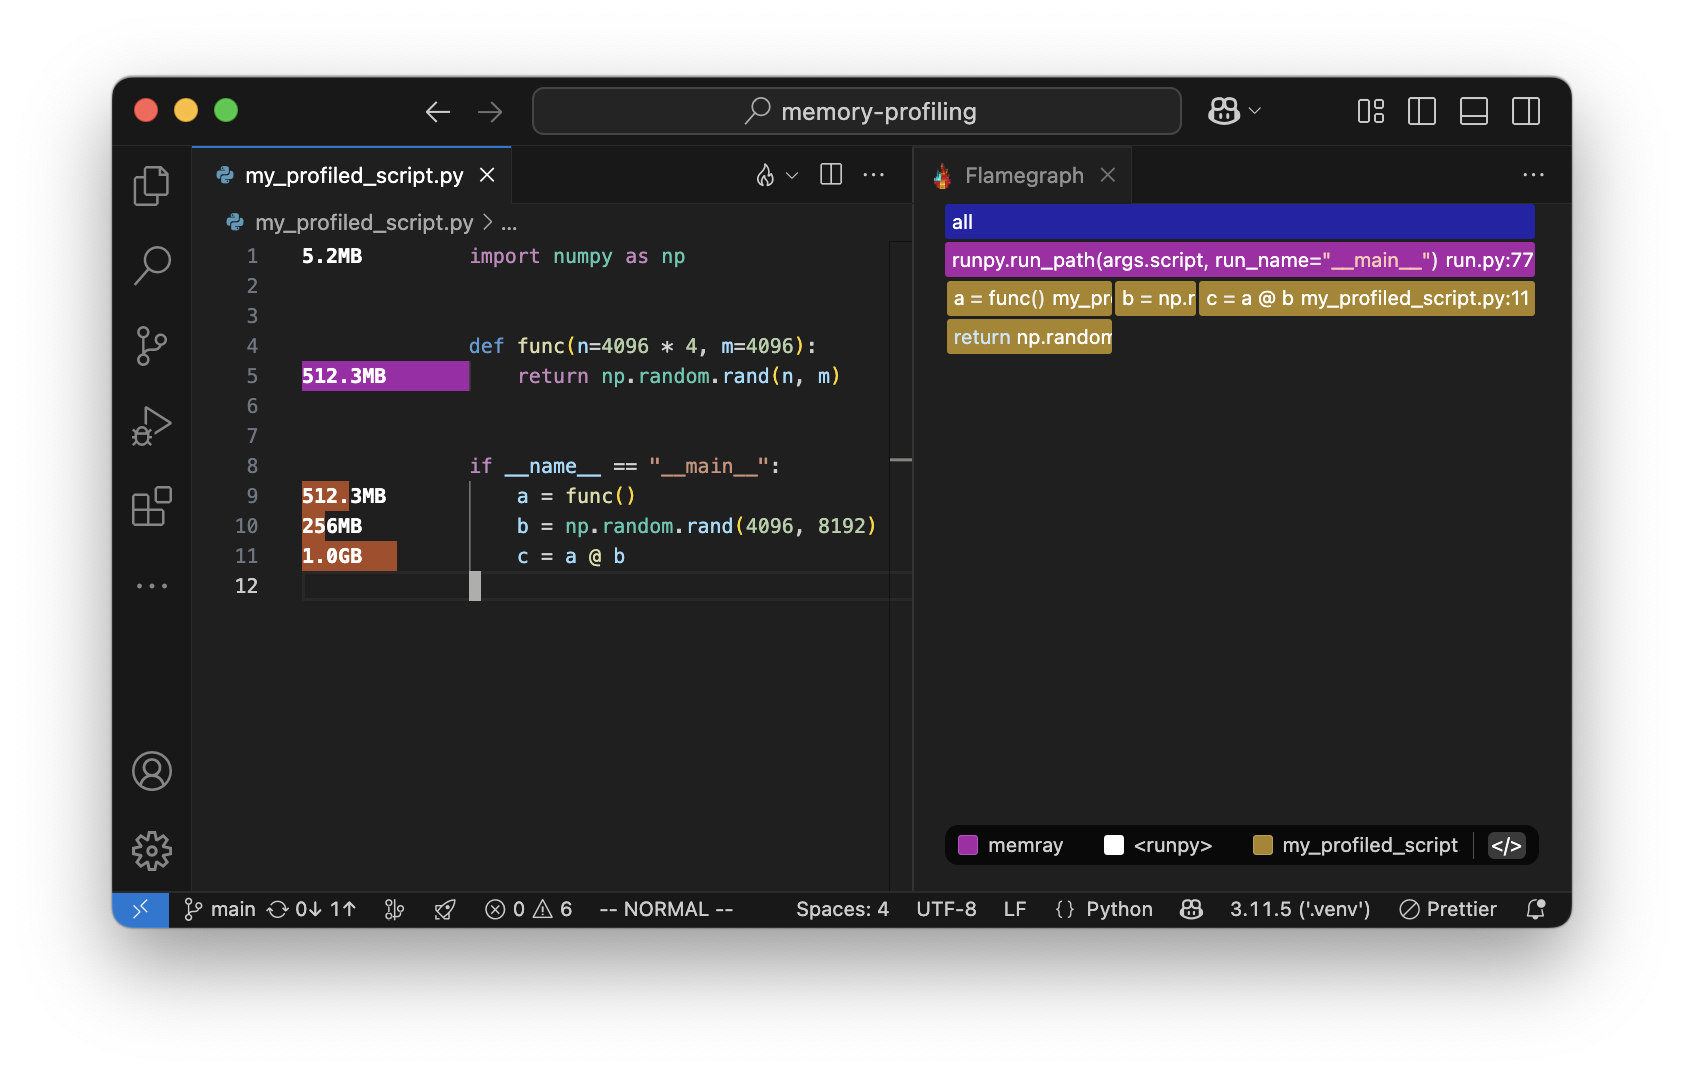 memory-profiling
my_profiled_script.py
my_profiled_script.py > ...
1 5.2MB import numpy as np
2
3
4 def func(n=4096 * 4, m=4096):
5 512.3MB return np.random.rand(n, m)
6
7
8 if __name__ == "__main__":
9 512.3MB a = func()
10 256MB b = np.random.rand(4096, 8192)
11 1.0GB c = a @ b
12
Flamegraph
all
runpy.run_path(args.script, run_name="__main__") run.py:77
a = func() my_pr b = np.r c = a @ b my_profiled_script.py:11
return np.random
memray <runpy> my_profiled_script </>
main 0↓ 1↑ 0 6 -- NORMAL -- Spaces: 4 UTF-8 LF {} Python 3.11.5 ('.venv') Prettier